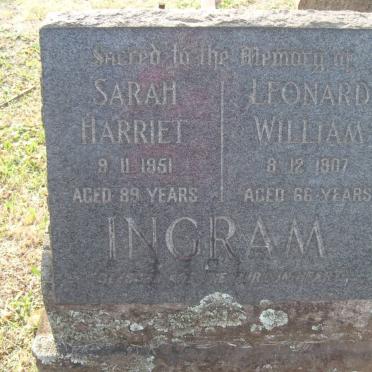 Sacred to the Memory of
SARAH HARRIET
9 · 11 · 1951
AGED 89 YEARS
LEONARD WILLIAM
8 · 12 · 1907
AGED 66 YEARS
INGRAM